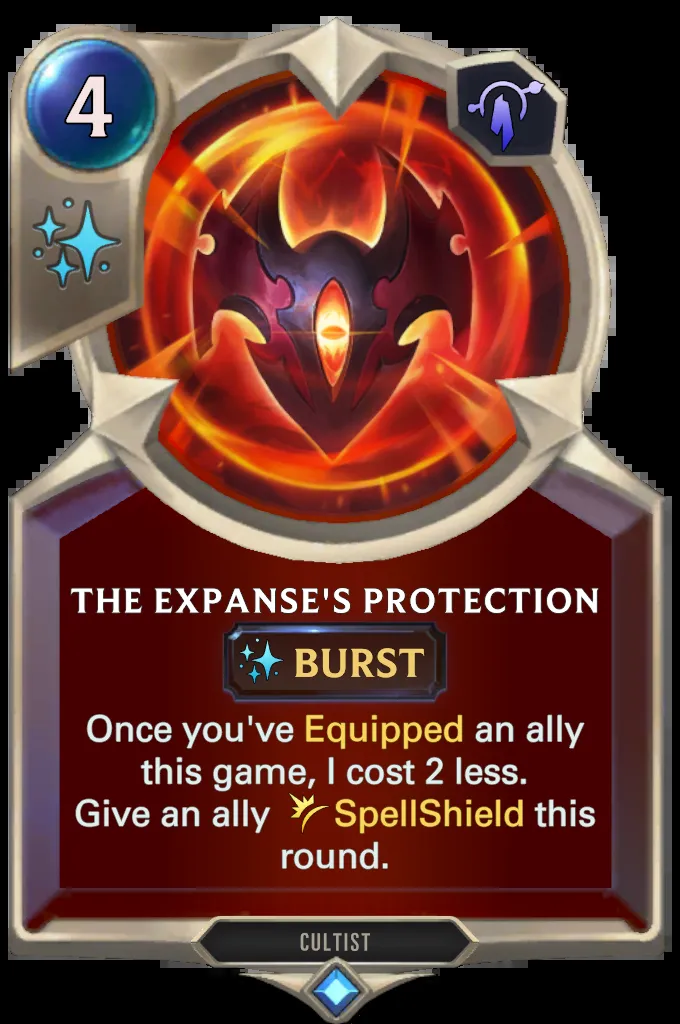 4
THE EXPANSE'S PROTECTION
BURST
Once you've Equipped an ally
this game, I cost 2 less.
Give an ally SpellShield this
round.
CULTIST